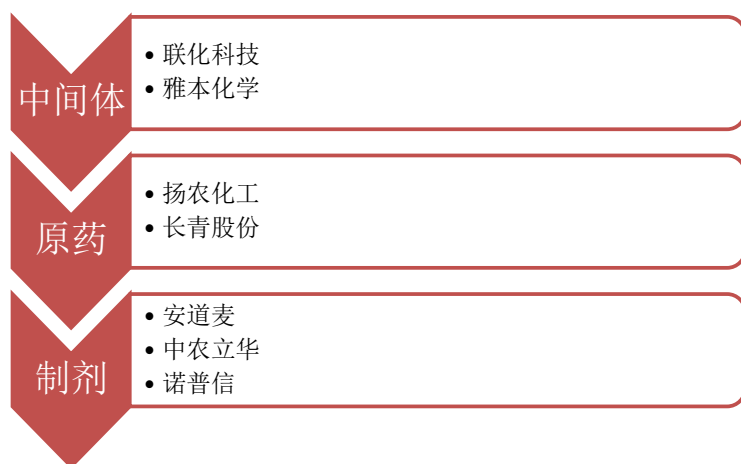 中间体
• 联化科技
• 雅本化学
原药
• 扬农化工
• 长青股份
制剂
• 安道麦
• 中农立华
• 诺普信